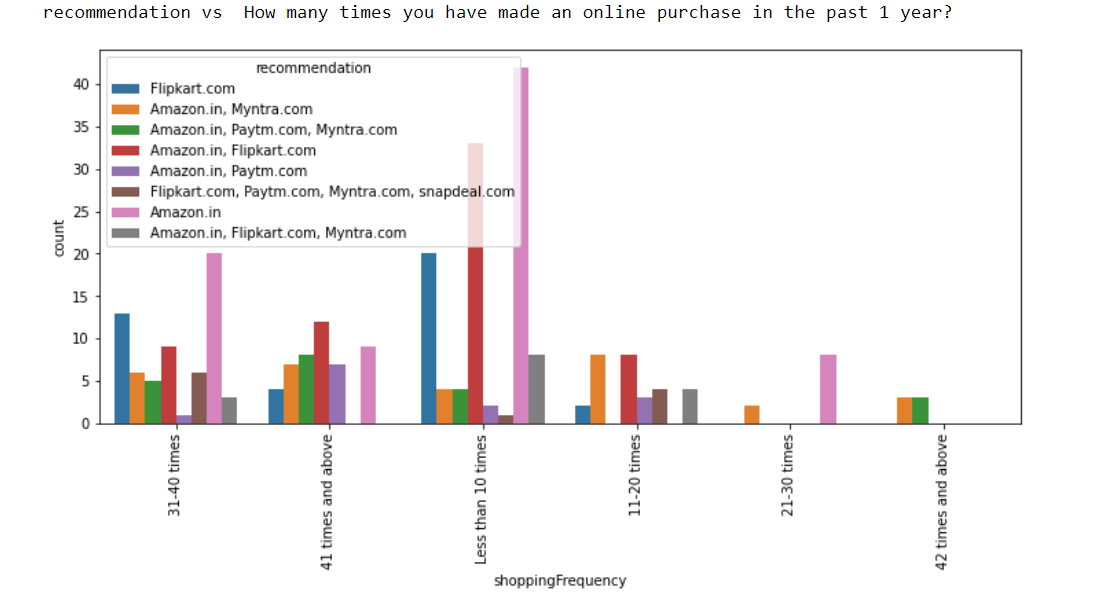 recommendation vs  How many times you have made an online purchase in the past 1 year?
recommendation
Flipkart.com
Amazon.in, Myntra.com
Amazon.in, Paytm.com, Myntra.com
Amazon.in, Flipkart.com
Amazon.in, Paytm.com
Flipkart.com, Paytm.com, Myntra.com, snapdeal.com
Amazon.in
Amazon.in, Flipkart.com, Myntra.com
count
40
35
30
25
20
15
10
5
0
31-40 times
41 times and above
Less than 10 times
11-20 times
21-30 times
42 times and above
shoppingFrequency